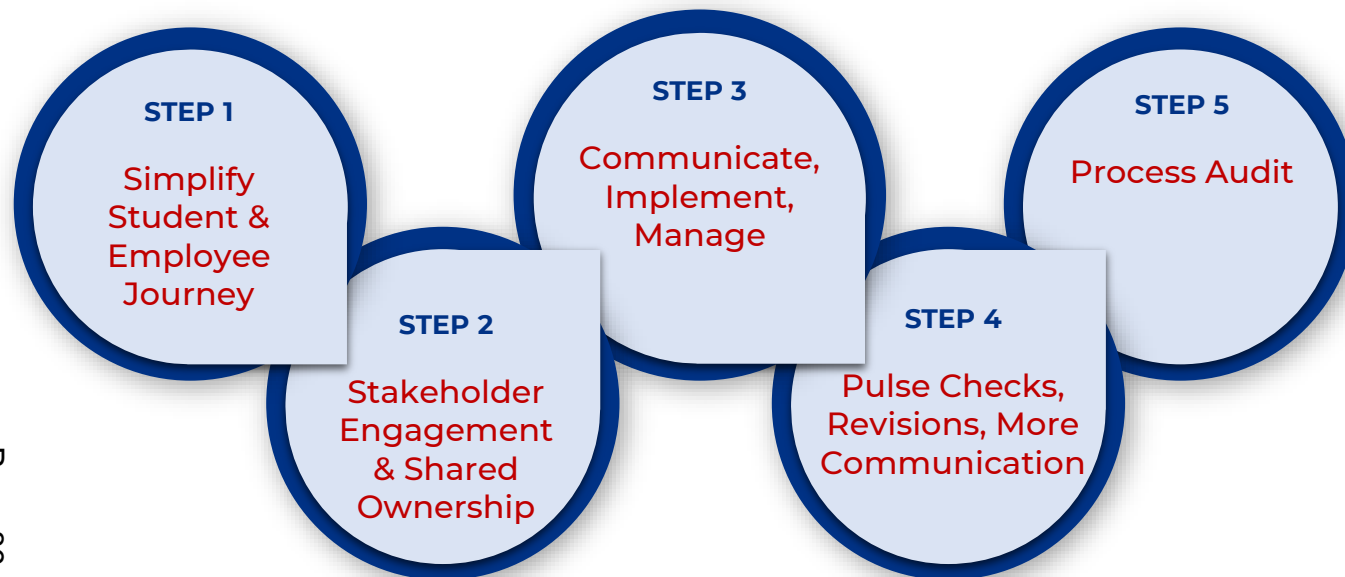 STEP 1
Simplify
Student &
Employee
Journey
STEP 2
Stakeholder
Engagement
& Shared
Ownership
STEP 3
Communicate,
Implement,
Manage
STEP 4
Pulse Checks,
Revisions, More
Communication
STEP 5
Process Audit